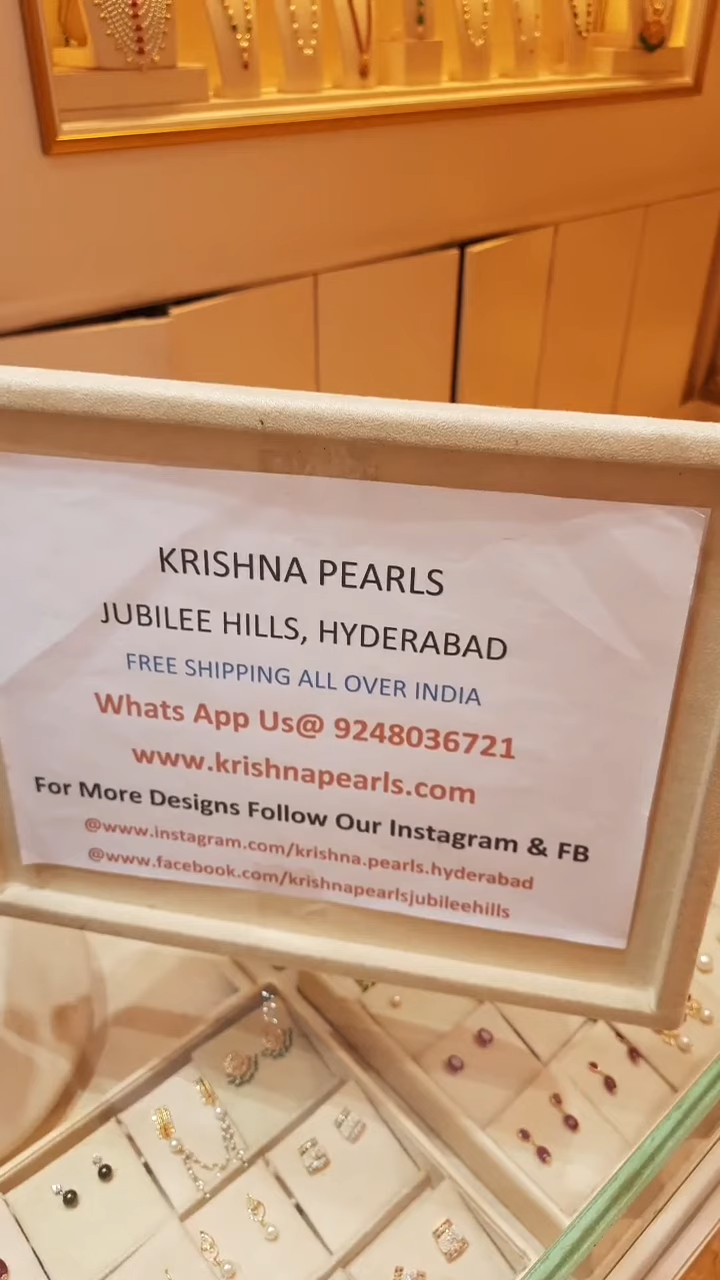 KRISHNA PEARLS
JUBILEE HILLS, HYDERABAD
FREE SHIPPING ALL OVER INDIA
Whats App Us@ 9248036721
www.krishnapearls.com
For More Designs Follow Our Instagram & FB
@www.instagram.com/krishna.pearls.hyderabad
@www.facebook.com/krishnapearlsjubileehills